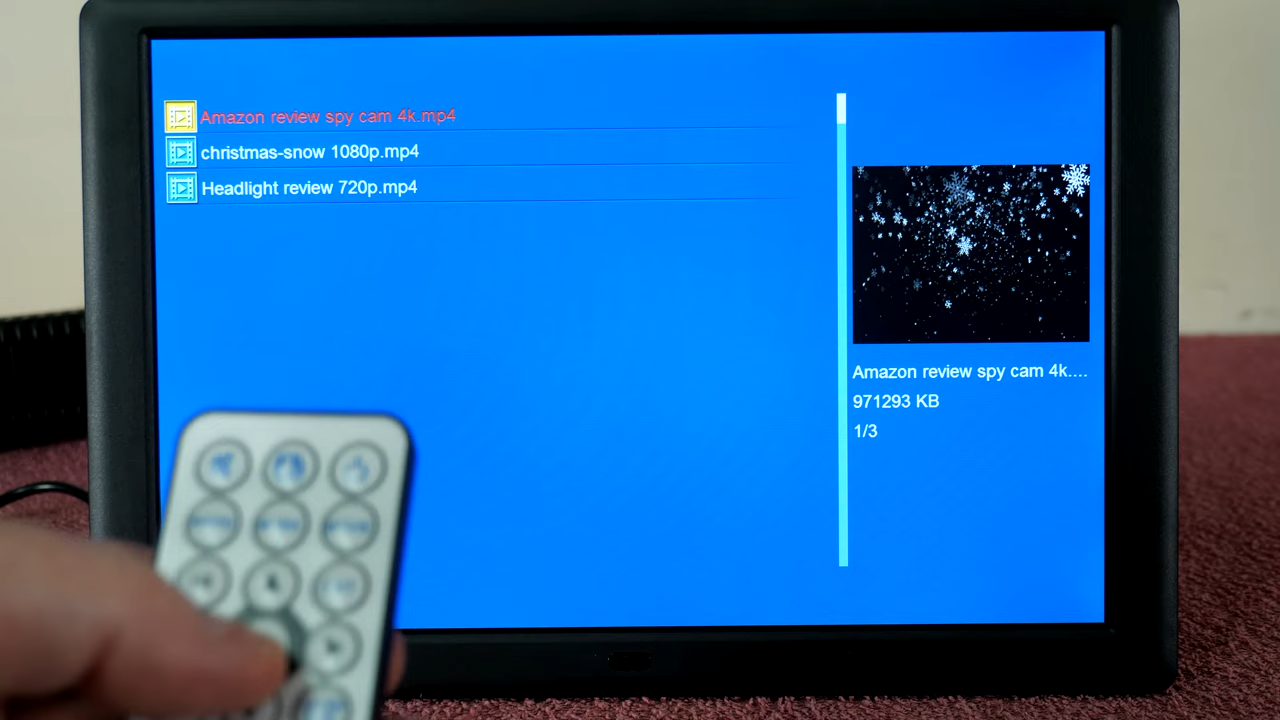 Amazon review spy cam 4k.mp4
christmas-snow 1080p.mp4
Headlight review 720p.mp4
Amazon review spy cam 4k....
971293 KB
1/3